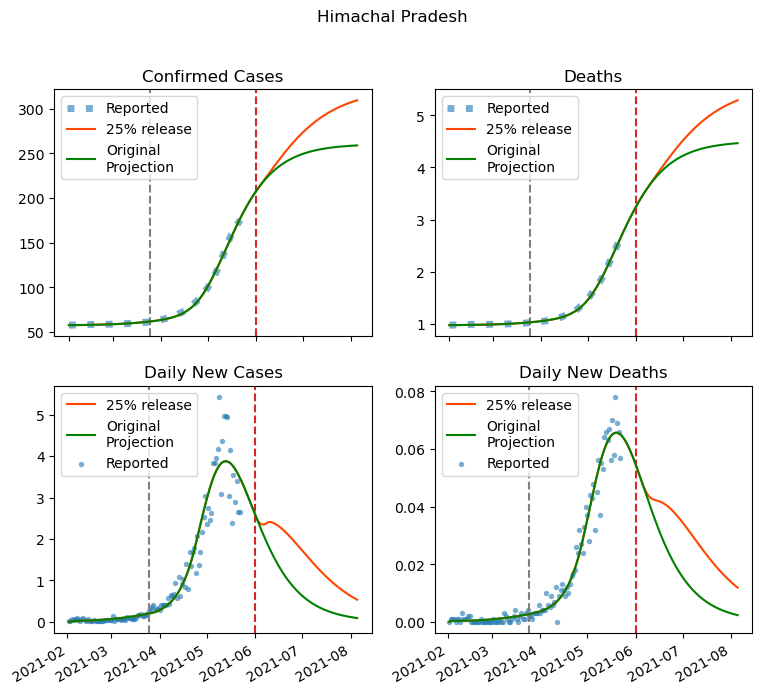 Himachal Pradesh
Confirmed Cases
300
250
200
150
100
50
Reported
25% release
Original
Projection
Deaths
5
4
3
2
1
Reported
25% release
Original
Projection
Daily New Cases
5
4
3
2
1
0
25% release
Original
Projection
Reported
2021-02
2021-03
2021-04
2021-05
2021-06
2021-07
2021-08
Daily New Deaths
0.08
0.06
0.04
0.02
0.00
25% release
Original
Projection
Reported
2021-02
2021-03
2021-04
2021-05
2021-06
2021-07
2021-08